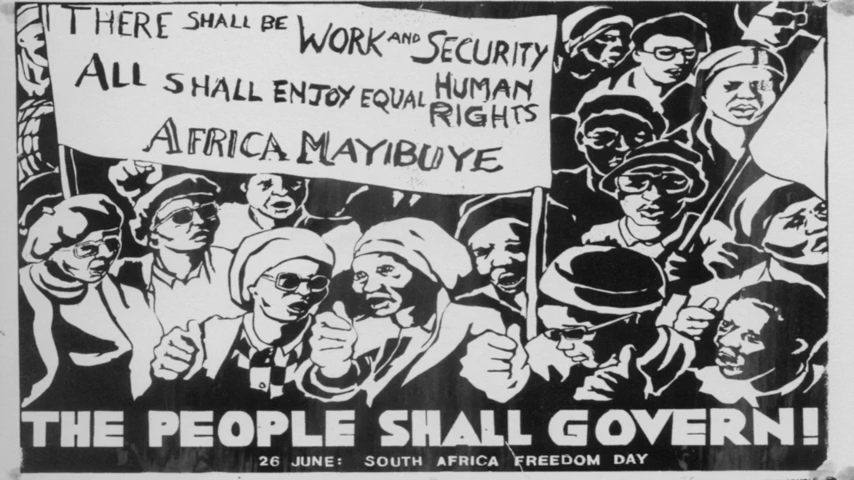 THERE SHALL BE WORK AND SECURITY
ALL SHALL ENJOY EQUAL HUMAN RIGHTS
AFRICA MAYIBUYE
THE PEOPLE SHALL GOVERN!
26 JUNE: SOUTH AFRICA FREEDOM DAY